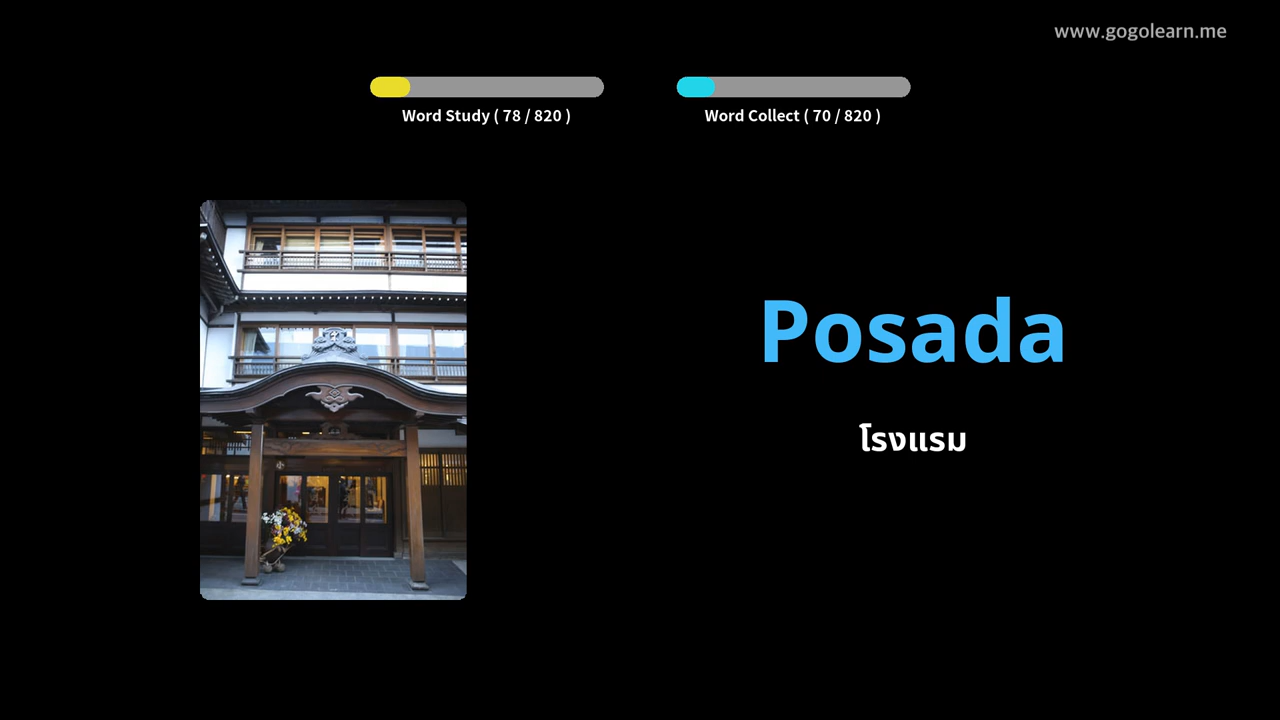 www.gogolearn.me
Word Study ( 78 / 820 )
Word Collect ( 70 / 820 )
Posada
โรงแรม